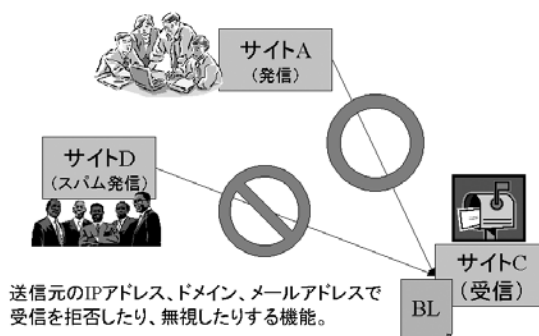 サイトA
(発信)
サイトD
(スパム発信)
サイトC
(受信)
BL
送信元のIPアドレス、ドメイン、メールアドレスで
受信を拒否したり、無視したりする機能。